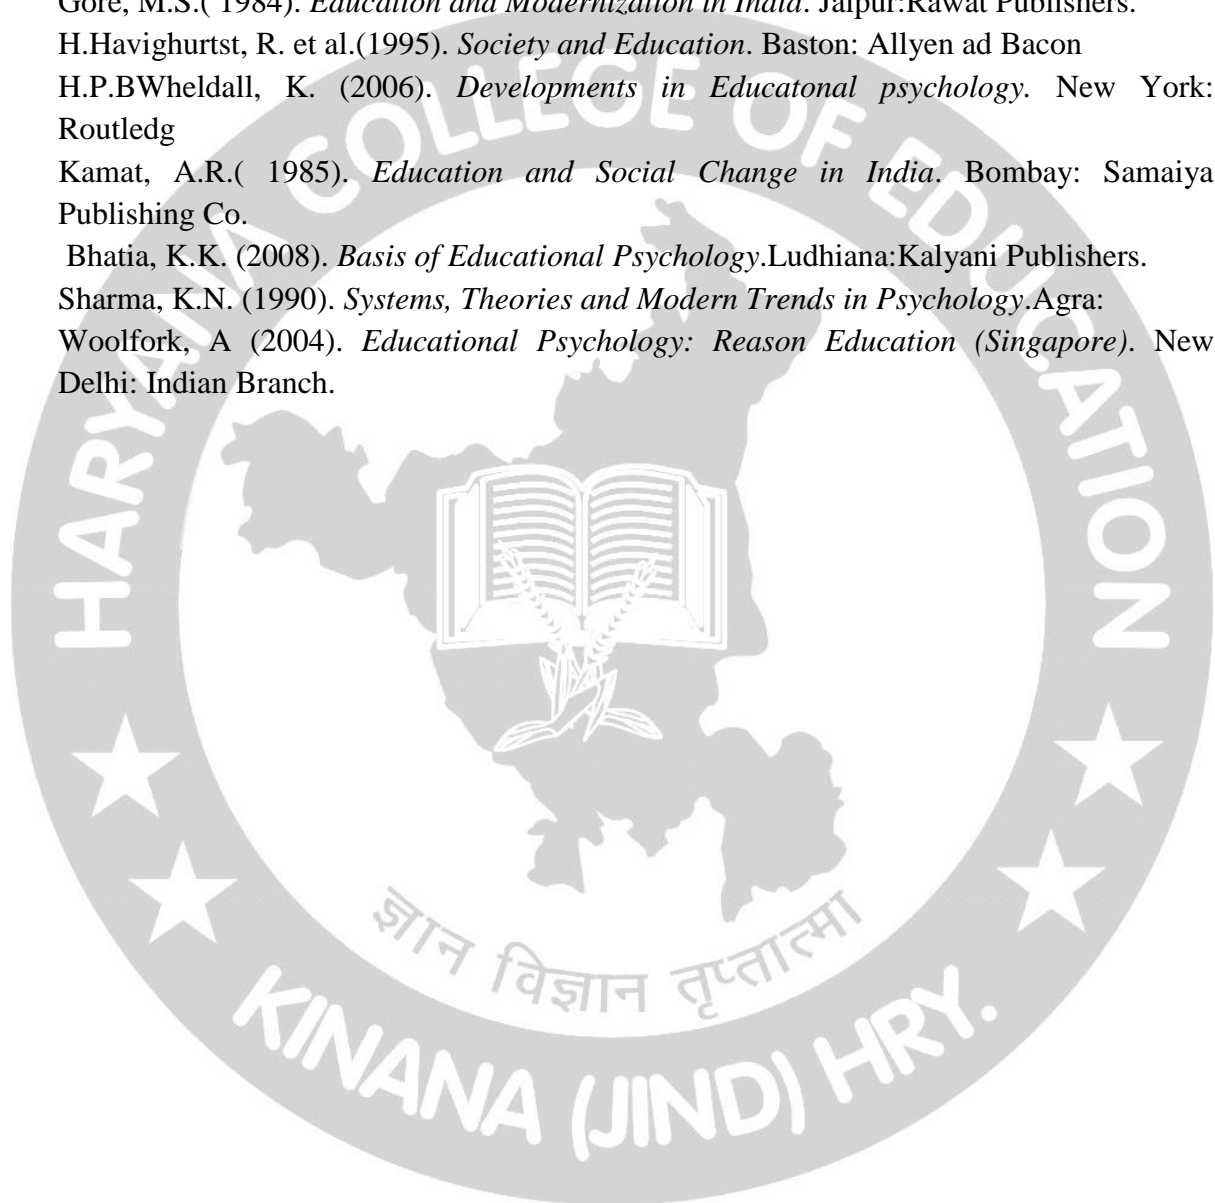 Gore, M.S.( 1984). Education and Modernization in India. Jaipur:Rawat Publishers.
H.Havighurtst, R. et al.(1995). Society and Education. Baston: Allyen ad Bacon
H.P.BWheldall, K. (2006). Developments in Educatonal psychology. New York:
Routledg
Kamat, A.R.( 1985). Education and Social Change in India. Bombay: Samaiya
Publishing Co.
Bhatia, K.K. (2008). Basis of Educational Psychology.Ludhiana:Kalyani Publishers.
Sharma, K.N. (1990). Systems, Theories and Modern Trends in Psychology.Agra:
Woolfork, A (2004). Educational Psychology: Reason Education (Singapore). New
Delhi: Indian Branch.
HARYANA COLLEGE OF EDUCATION
ज्ञान विज्ञान तृप्तात्मा
KINANA (JIND) HRY.